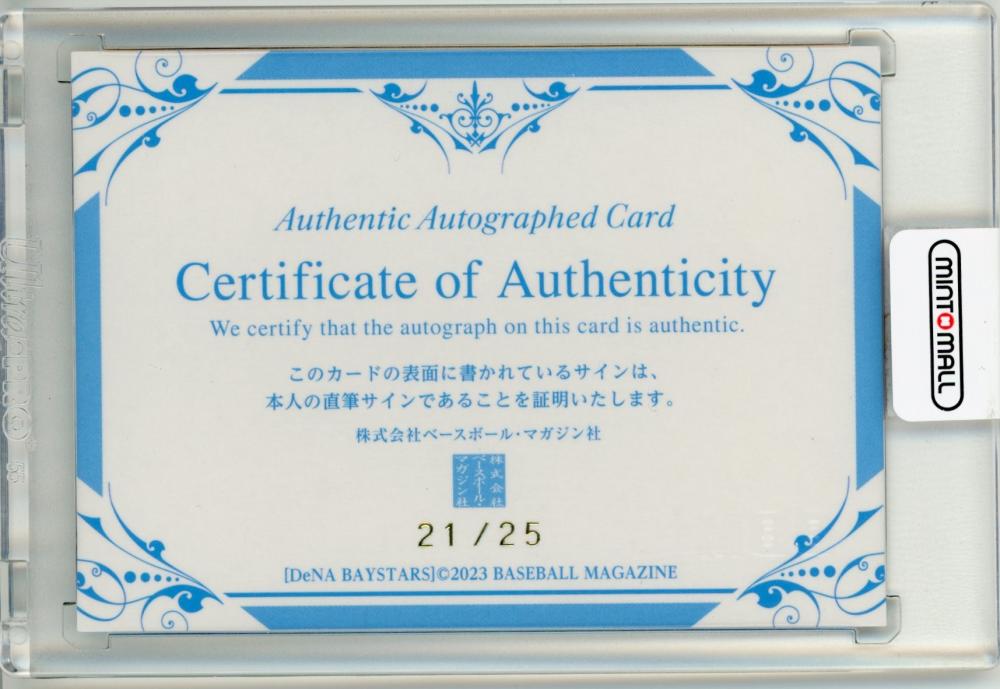 Authentic Autographed Card
Certificate of Authenticity
We certify that the autograph on this card is authentic.
このカードの表面に書かれているサインは、
本人の直筆サインであることを証明いたします。
株式会社ベースボール・マガジン社
株式会社
ベースボール・
マガジン社
21/25
[DeNA BAYSTARS]©2023 BASEBALL MAGAZINE
MINT MALL
UltraPRO®